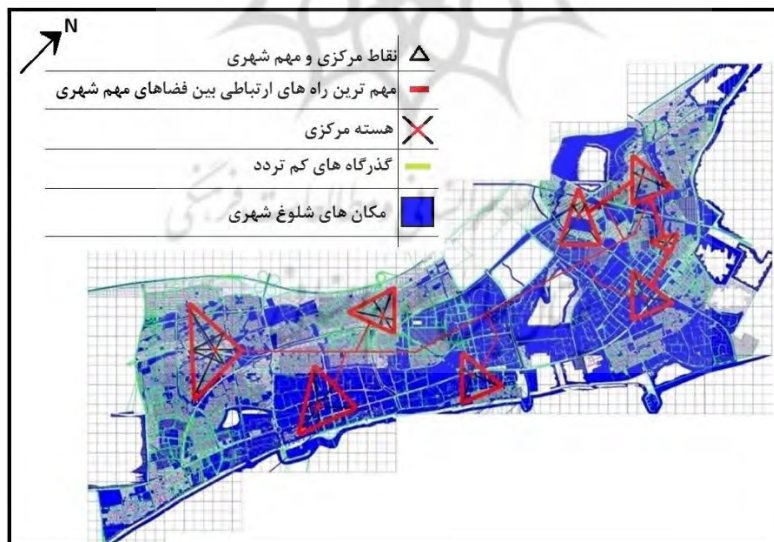 N
نقاط مرکزی و مهم شهری
مهم ترین راه های ارتباطی بین فضاهای مهم شهری
هسته مرکزی
گذرگاه های کم تردد
مکان های شلوغ شهری